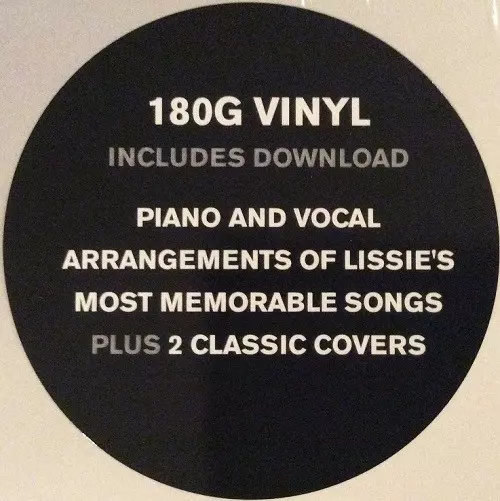 180G VINYL
INCLUDES DOWNLOAD
PIANO AND VOCAL
ARRANGEMENTS OF LISSIE'S
MOST MEMORABLE SONGS
PLUS 2 CLASSIC COVERS